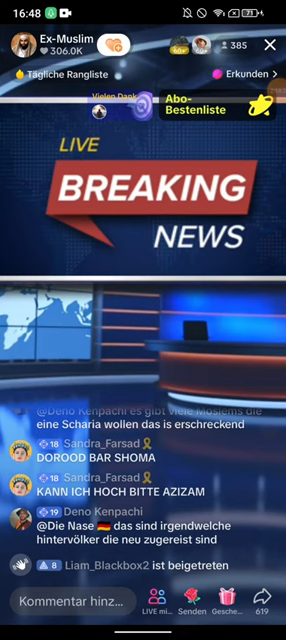 16:48
71
Ex-Muslim
306.0K
60+
60+
385
Tägliche Rangliste
Erkunden
Vielen Dank
Abo-
Bestenliste
LIVE
BREAKING
NEWS
@Deno Kenpachi es gibt viele Moslems die
eine Scharia wollen das is erschreckend
18 Sandra_Farsad🎗
DOROOD BAR SHOMA
18 Sandra_Farsad🎗
KANN ICH HOCH BITTE AZIZAM
19 Deno Kenpachi
@Die Nase 🇩🇪 das sind irgendwelche
hintervölker die neu zugereist sind
8 Liam_Blackbox2 ist beigetreten
Kommentar hinz...
LIVE mi...
Senden
Gesche...
619